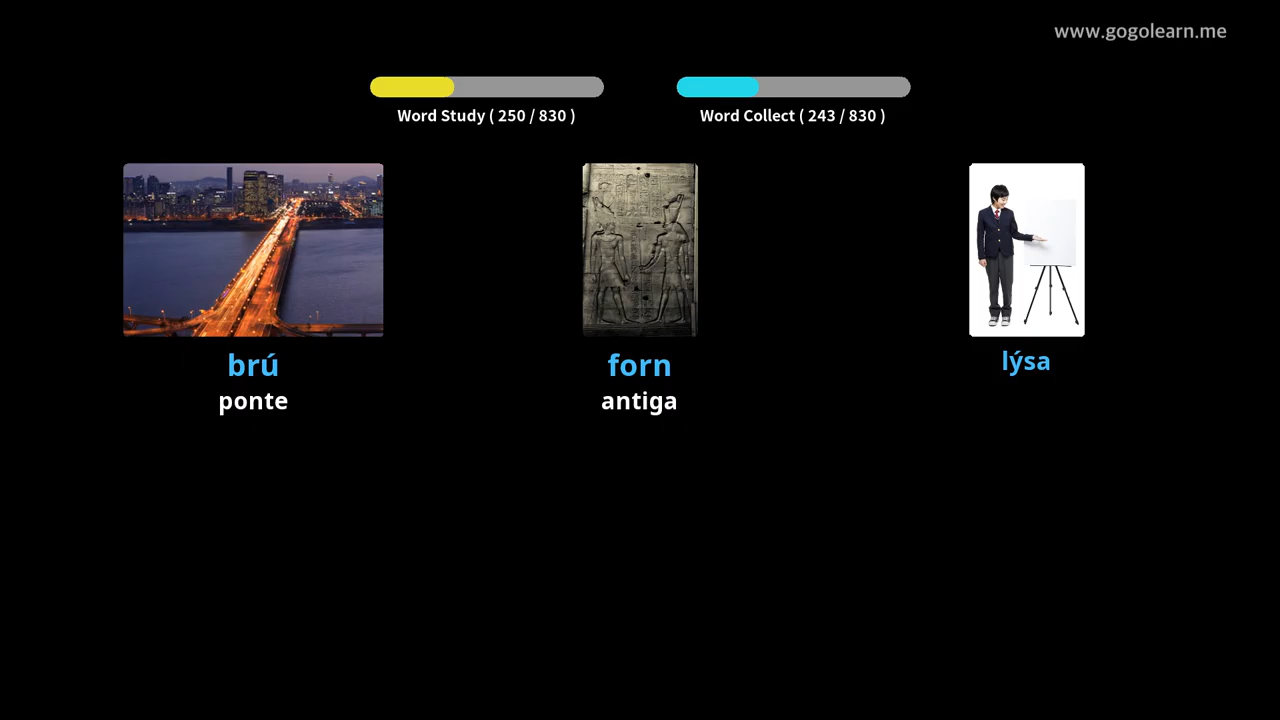 www.gogolearn.me
Word Study ( 250 / 830 )
Word Collect ( 243 / 830 )
brú
ponte
forn
antiga
lýsa